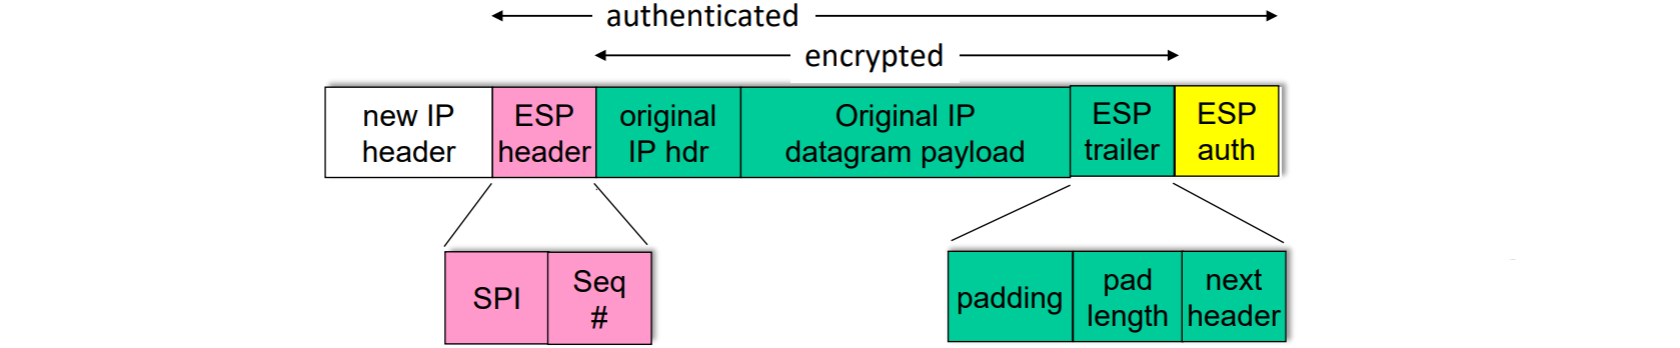 authenticated
encrypted
new IP
header
ESP
header
original
IP hdr
Original IP
datagram payload
ESP
trailer
ESP
auth
SPI
Seq
#
padding
pad
length
next
header